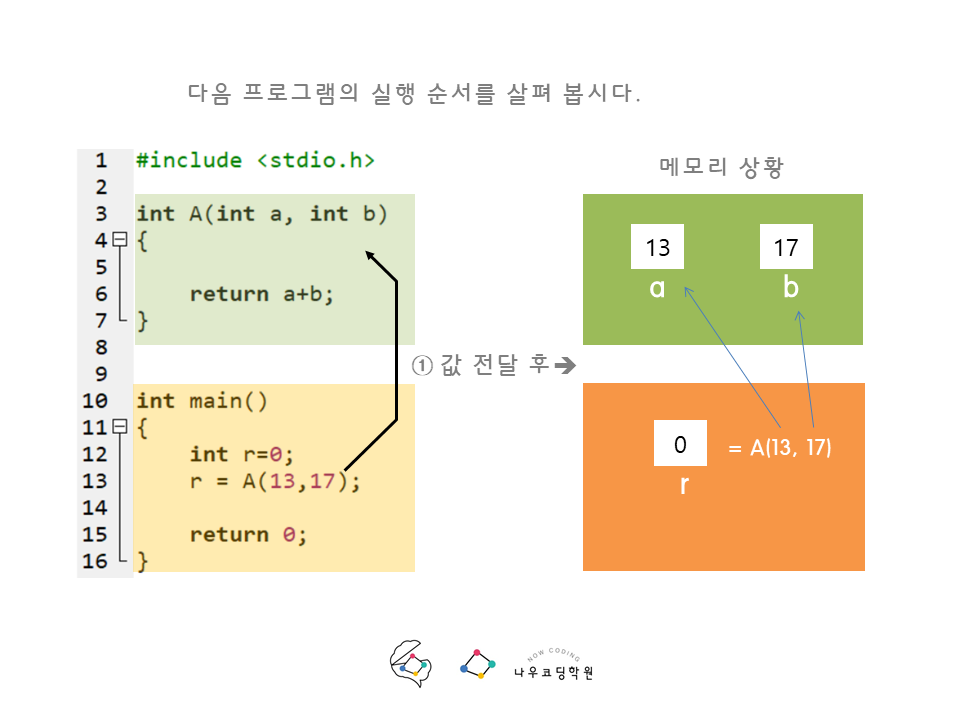 다음 프로그램의 실행 순서를 살펴 봅시다.
1 #include <stdio.h>
2
3 int A(int a, int b)
4 {
5
6 return a+b;
7 }
8
9
10 int main()
11 {
12 int r=0;
13 r = A(13,17);
14
15 return 0;
16 }
① 값 전달 후➔
메모리 상황
13 17
a b
0 = A(13, 17)
r
NOW CODING
나우코딩학원